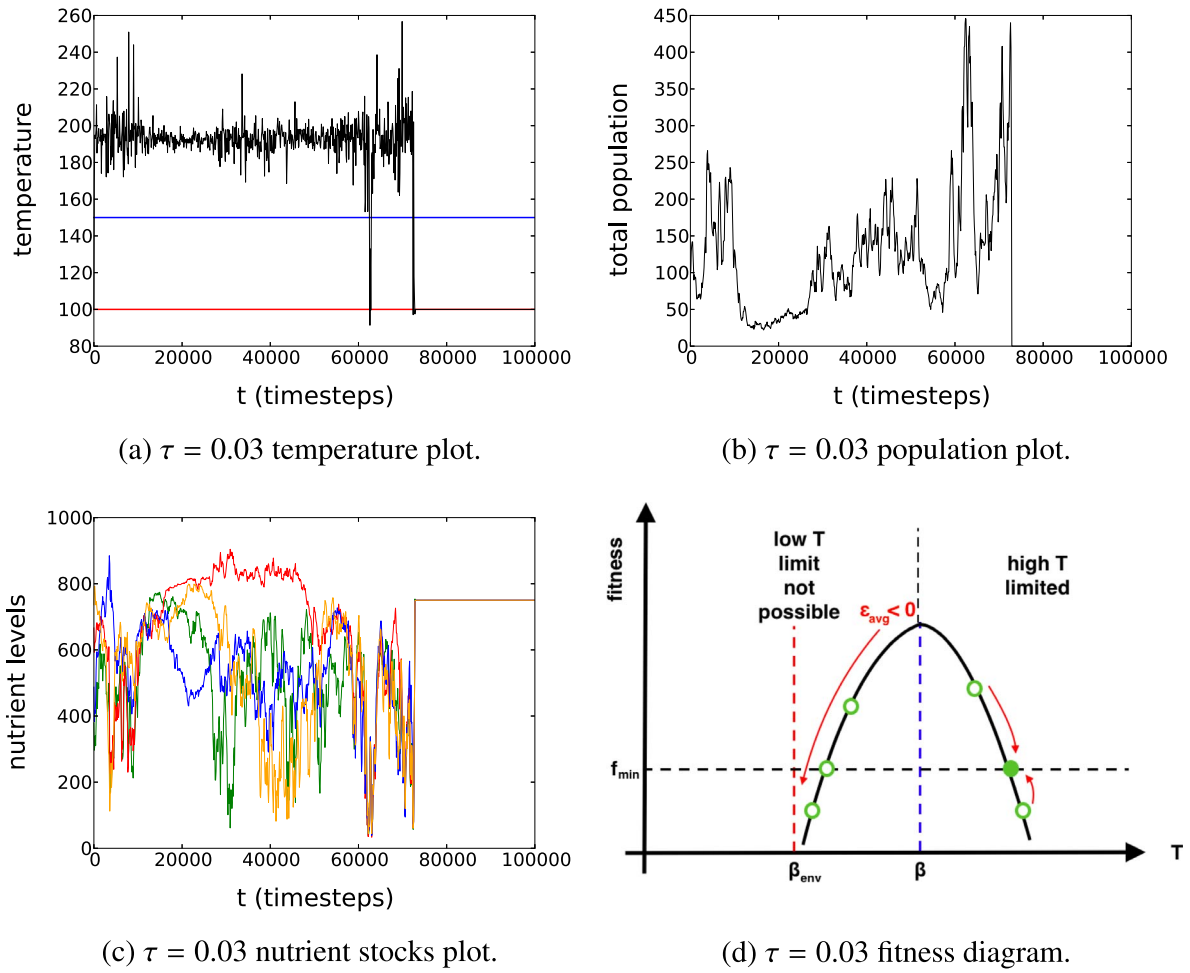 260
240
220
200
180
160
140
120
100
80
temperature
0 20000 40000 60000 80000 100000
t (timesteps)
(a) τ = 0.03 temperature plot.
450
400
350
300
250
200
150
100
50
0
total population
0 20000 40000 60000 80000 100000
t (timesteps)
(b) τ = 0.03 population plot.
1000
800
600
400
200
0
nutrient levels
0 20000 40000 60000 80000 100000
t (timesteps)
(c) τ = 0.03 nutrient stocks plot.
fitness
low T
limit
not
possible
ε_avg < 0
high T
limited
f_min
β_env
β
T
(d) τ = 0.03 fitness diagram.